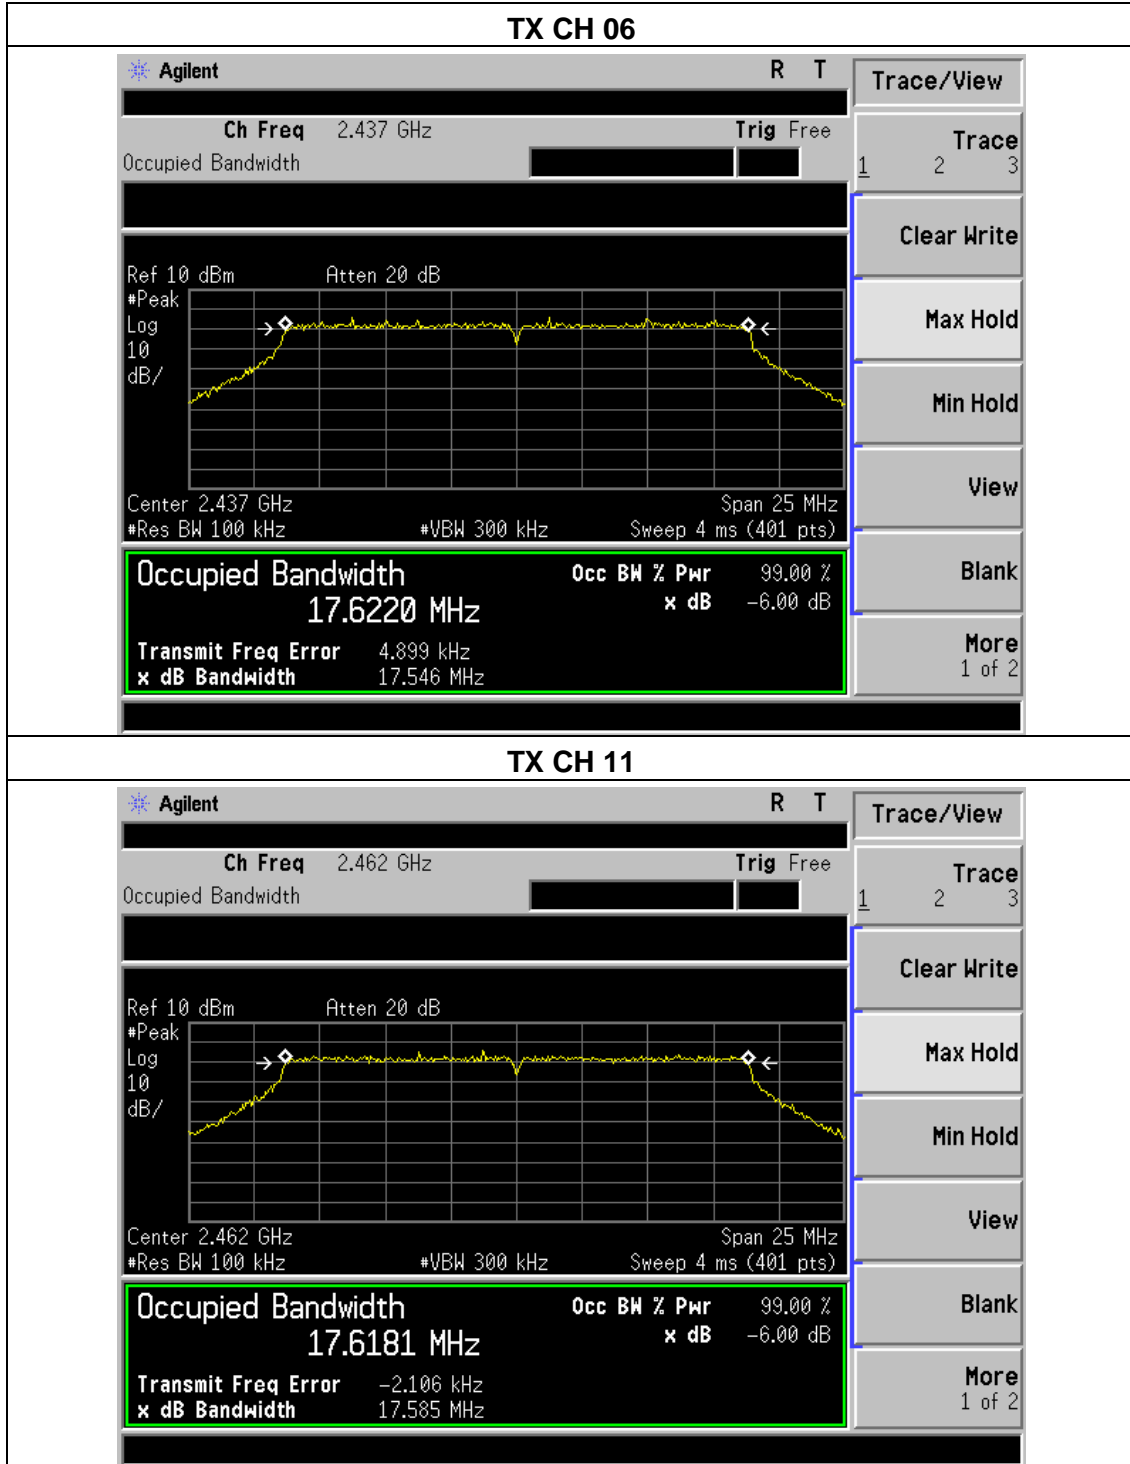 TX CH 06
Agilent R T
Trace/View
Ch Freq 2.437 GHz Trig Free
Occupied Bandwidth
Trace
1 2 3
Clear Write
Max Hold
Min Hold
View
Blank
More
1 of 2
Ref 10 dBm Atten 20 dB
#Peak
Log
10
dB/
Center 2.437 GHz Span 25 MHz
#Res BW 100 kHz #VBW 300 kHz Sweep 4 ms (401 pts)
Occupied Bandwidth
17.6220 MHz
Occ BW % Pwr 99.00 %
x dB -6.00 dB
Transmit Freq Error 4.899 kHz
x dB Bandwidth 17.546 MHz
TX CH 11
Agilent R T
Trace/View
Ch Freq 2.462 GHz Trig Free
Occupied Bandwidth
Trace
1 2 3
Clear Write
Max Hold
Min Hold
View
Blank
More
1 of 2
Ref 10 dBm Atten 20 dB
#Peak
Log
10
dB/
Center 2.462 GHz Span 25 MHz
#Res BW 100 kHz #VBW 300 kHz Sweep 4 ms (401 pts)
Occupied Bandwidth
17.6181 MHz
Occ BW % Pwr 99.00 %
x dB -6.00 dB
Transmit Freq Error -2.106 kHz
x dB Bandwidth 17.585 MHz